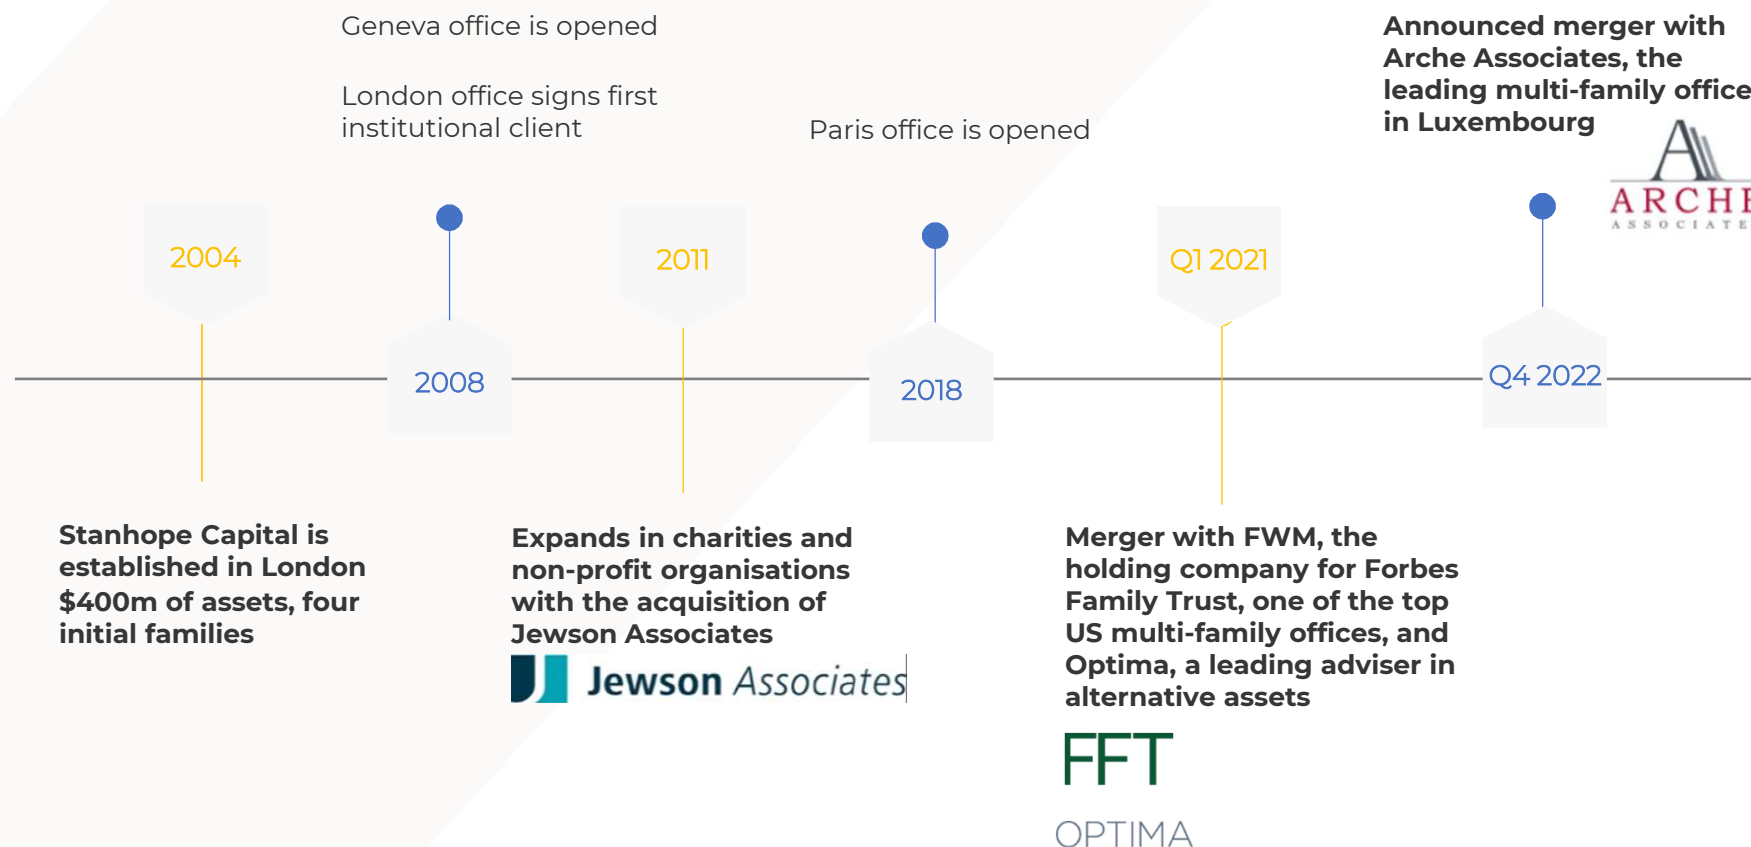 Geneva office is opened
London office signs first
institutional client
Paris office is opened
Announced merger with
Arche Associates, the
leading multi-family office
in Luxembourg
ARCHE
ASSOCIATE
2004
2008
2011
2018
Q1 2021
Q4 2022
Stanhope Capital is
established in London
$400m of assets, four
initial families
Expands in charities and
non-profit organisations
with the acquisition of
Jewson Associates
Jewson Associates
Merger with FWM, the
holding company for Forbes
Family Trust, one of the top
US multi-family offices, and
Optima, a leading adviser in
alternative assets
FFT
OPTIMA